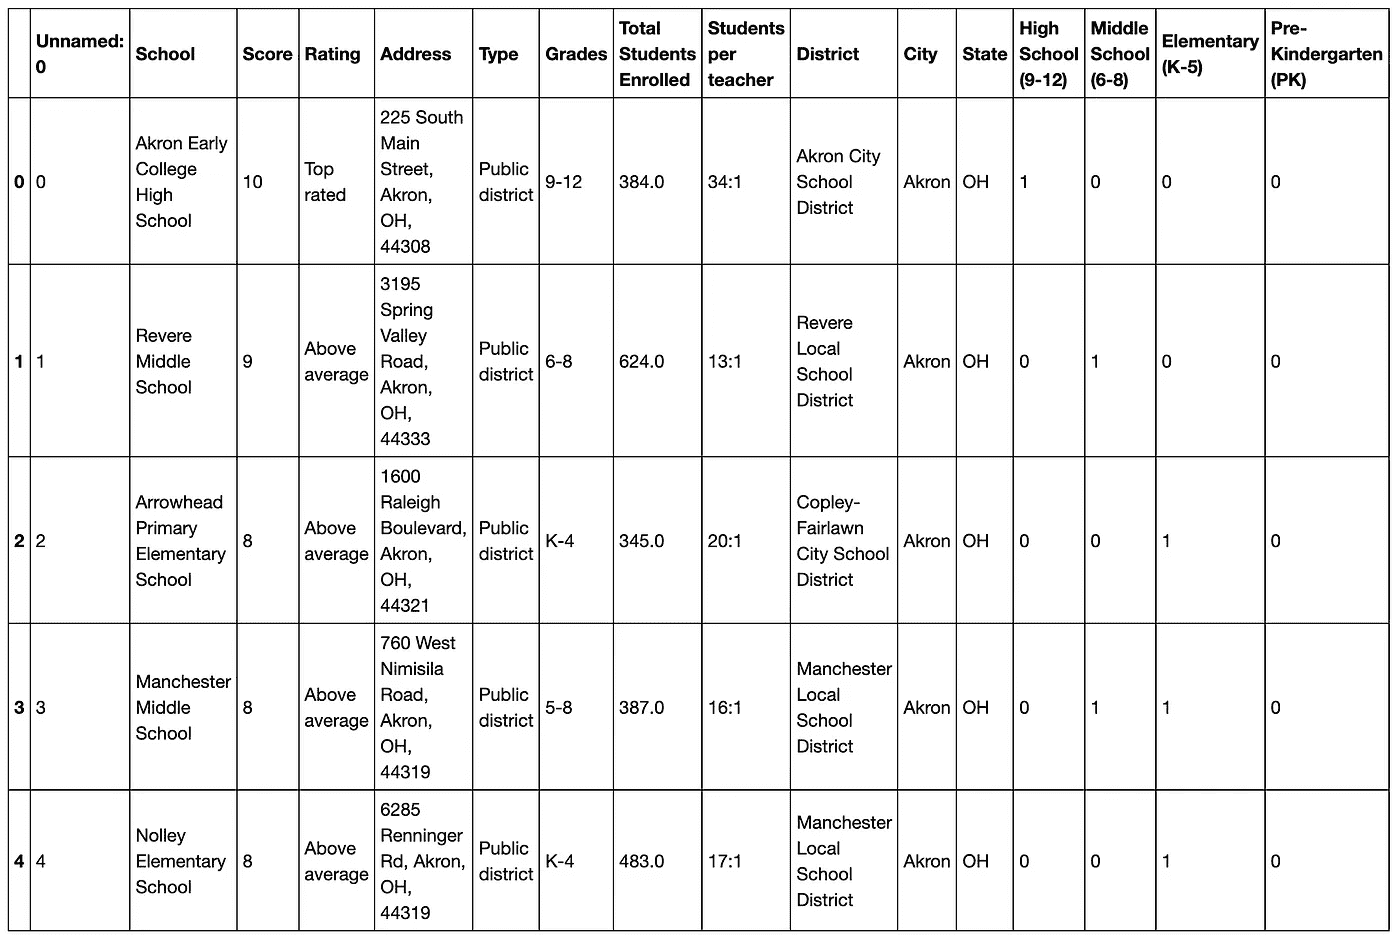 Unnamed: 0 School Score Rating Address Type Grades Total Students Enrolled Students per teacher District City State High School (9-12) Middle School (6-8) Elementary (K-5) Pre-Kindergarten (PK)
0 0 Akron Early College High School 10 Top rated 225 South Main Street, Akron, OH, 44308 Public district 9-12 384.0 34:1 Akron City School District Akron OH 1 0 0 0
1 1 Revere Middle School 9 Above average 3195 Spring Valley Road, Akron, OH, 44333 Public district 6-8 624.0 13:1 Revere Local School District Akron OH 0 1 0 0
2 2 Arrowhead Primary Elementary School 8 Above average 1600 Raleigh Boulevard, Akron, OH, 44321 Public district K-4 345.0 20:1 Copley-Fairlawn City School District Akron OH 0 0 1 0
3 3 Manchester Middle School 8 Above average 760 West Nimisila Road, Akron, OH, 44319 Public district 5-8 387.0 16:1 Manchester Local School District Akron OH 0 1 1 0
4 4 Nolley Elementary School 8 Above average 6285 Renninger Rd, Akron, OH, 44319 Public district K-4 483.0 17:1 Manchester Local School District Akron OH 0 0 1 0